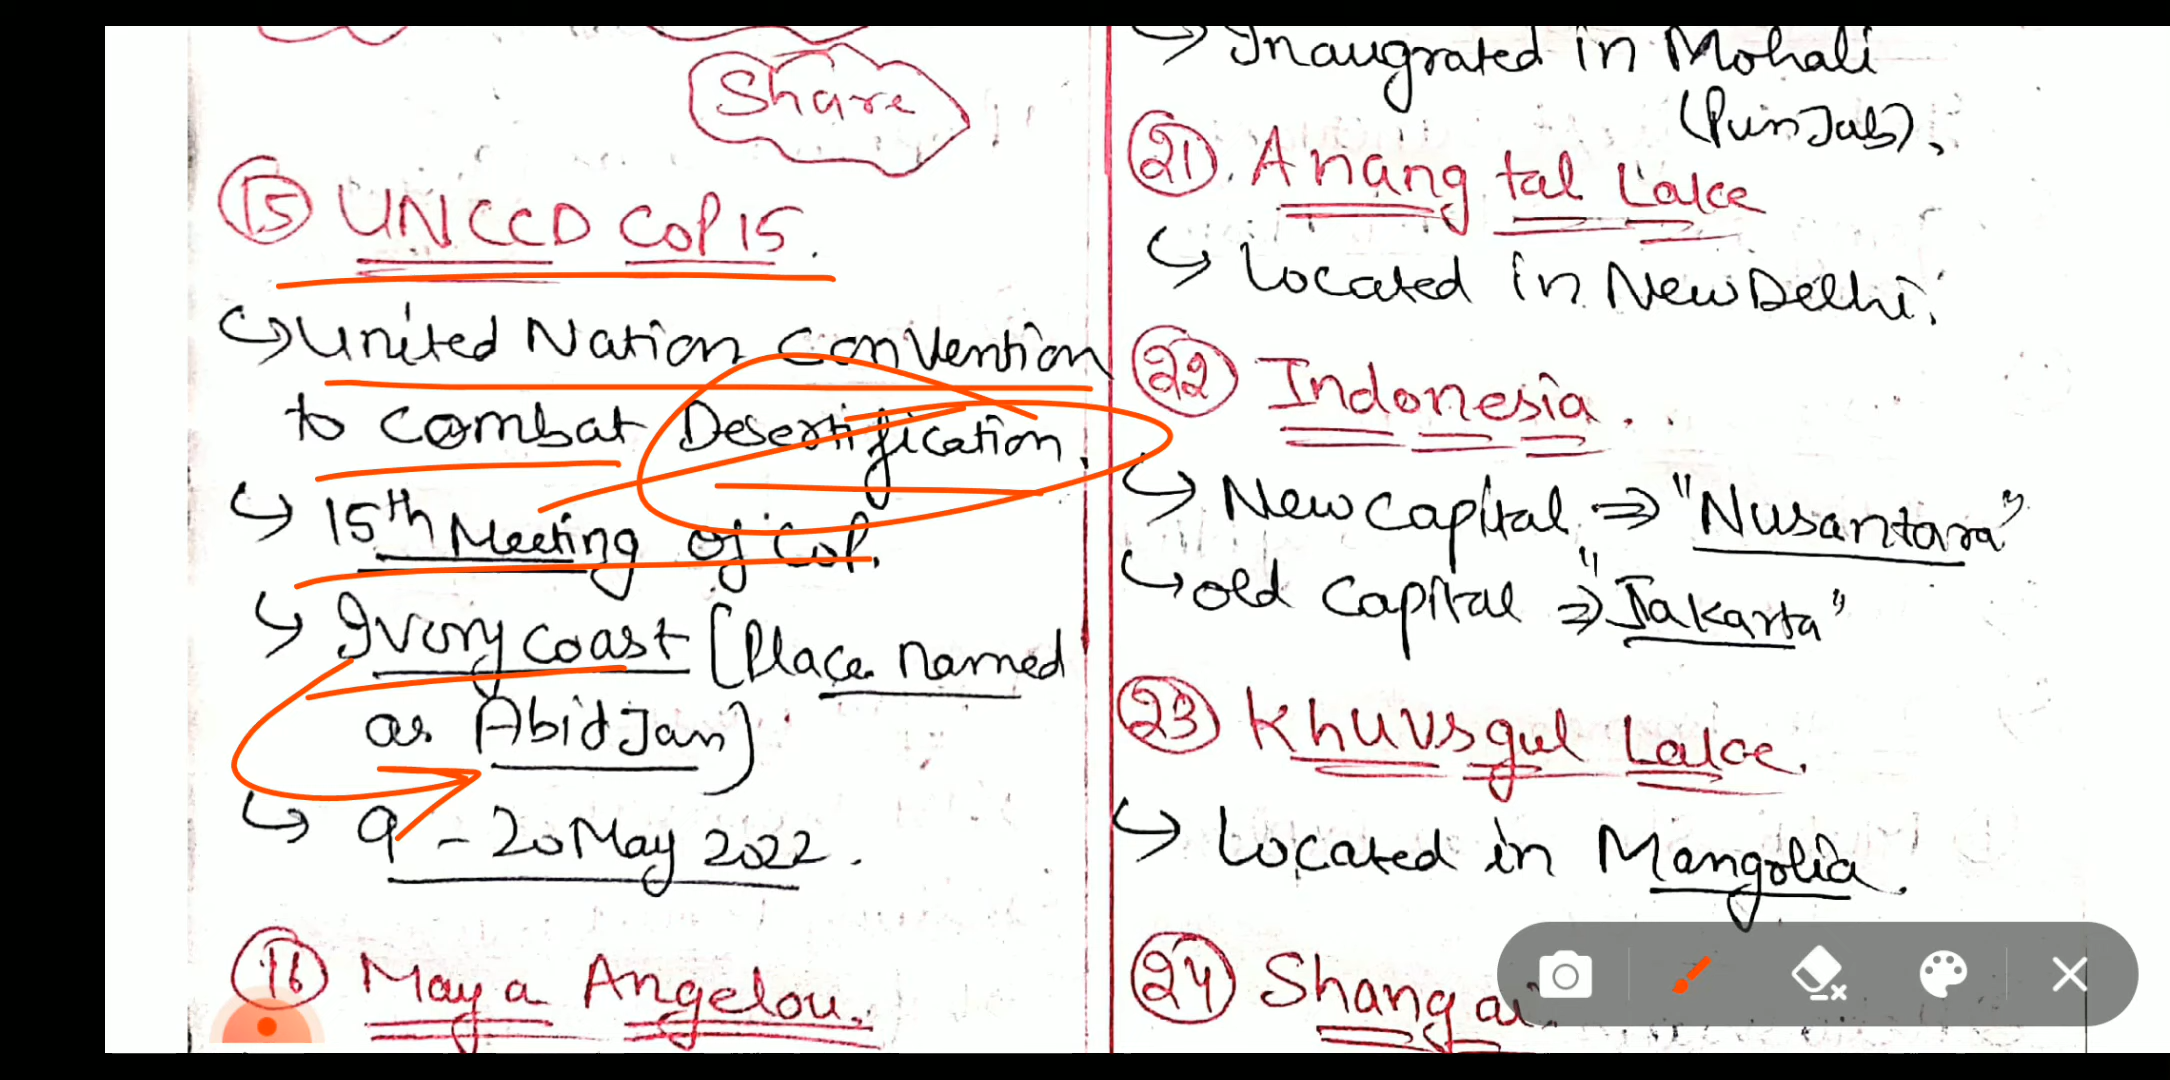 Share
15 UNCCD CoP 15.
↪ United Nation Convention
to combat Desertification.
↪ 15th Meeting of CoP.
↪ Ivory coast [Place named
as AbidJan]
↪ 9 - 20 May 2022.
16 Maya Angelou.
↪ Inaugrated in Mohali
(PunJab).
21. Anang tal Lake
↪ Located in New Delhi.
22 Indonesia..
↪ New capital ⇒ "Nusantara"
↪ old capital ⇒ "Jakarta"
23 Khuvsgul Lake.
↪ Located in Mangolia.
24 Shang ai